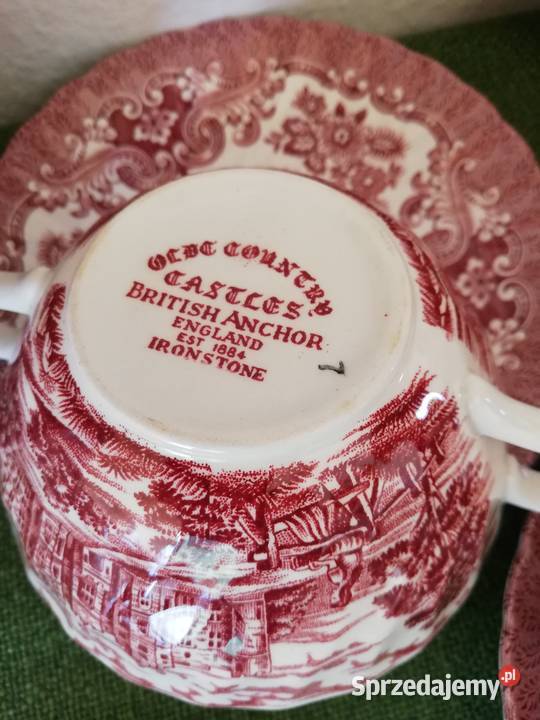 OLDE COUNTRY
CASTLES
BRITISH ANCHOR
ENGLAND
EST 1884
IRONSTONE
Sprzedajemy.pl